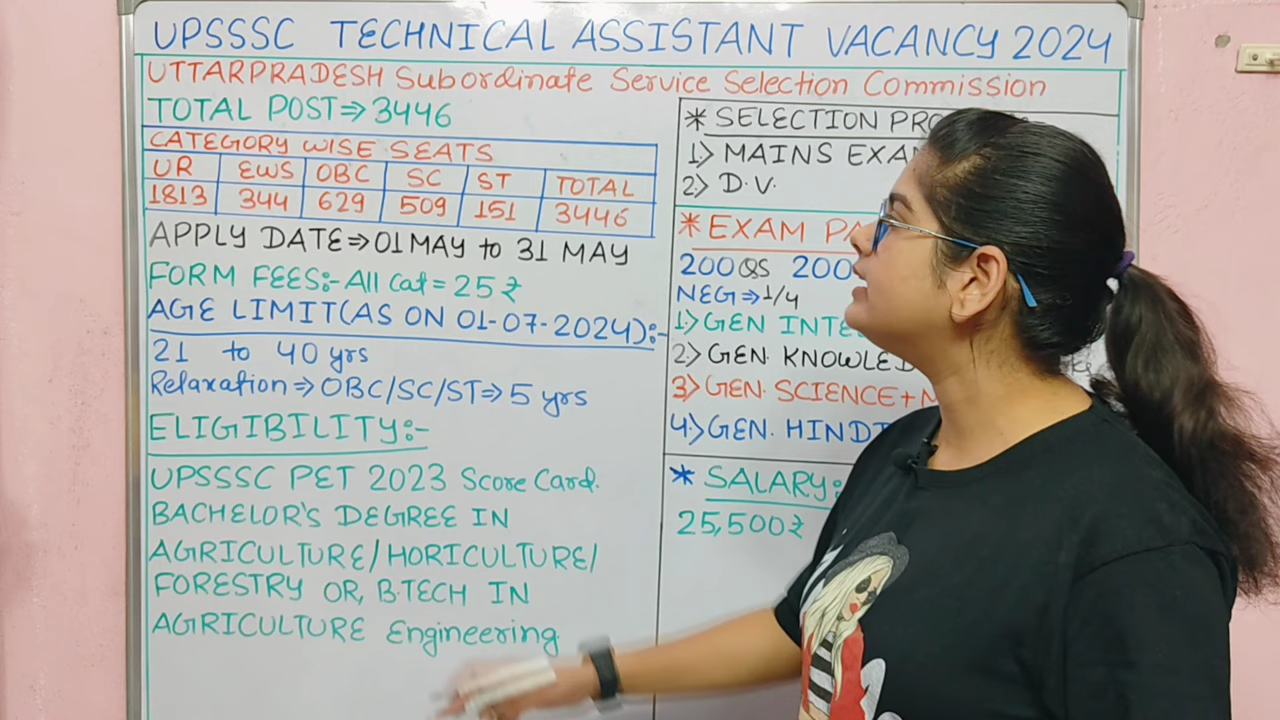 UPSSSC TECHNICAL ASSISTANT VACANCY 2024
UTTARPRADESH Subordinate Service Selection Commission
TOTAL POST⇒3446
CATEGORY WISE SEATS
UR EWS OBC SC ST TOTAL
1813 344 629 509 151 3446
APPLY DATE⇒01 MAY to 31 MAY
FORM FEES:- All Cat = 25₹
AGE LIMIT(AS ON 01-07-2024):-
21 to 40 yrs
Relaxation⇒OBC/SC/ST⇒5 yrs
ELIGIBILITY:-
UPSSSC PET 2023 Score Card.
BACHELOR'S DEGREE IN
AGRICULTURE/HORICULTURE/
FORESTRY OR, B.TECH IN
AGRICULTURE Engineering.
* SELECTION
1.> MAINS
2.> D.V.
* EXAM
200 QS 200
NEG⇒1/4
1.> GEN
2.> GEN.
3.> GEN. SCIENCE +
4.> GEN. HINDI
* SALARY:
25,500₹